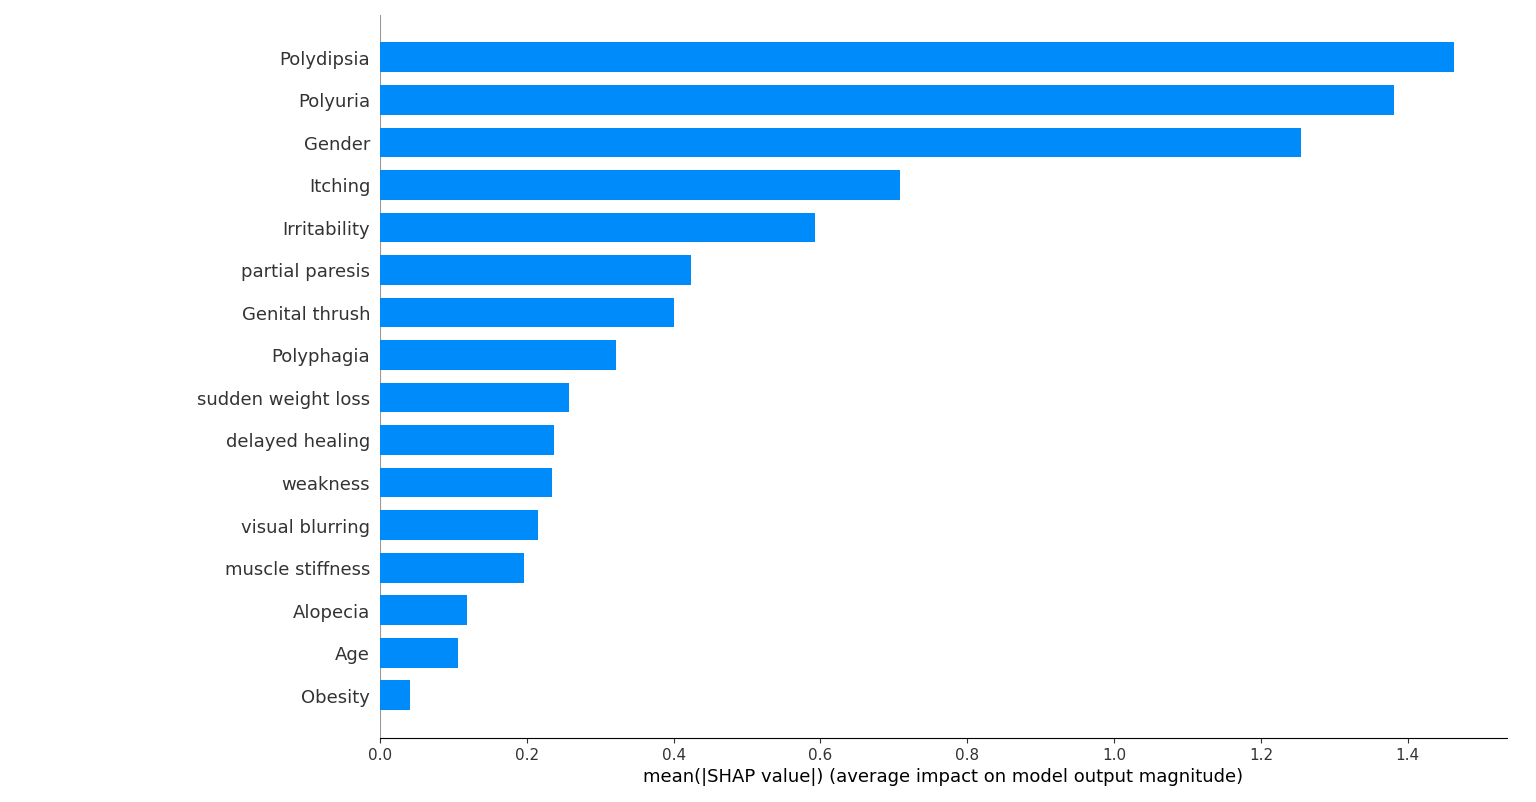 Polydipsia
Polyuria
Gender
Itching
Irritability
partial paresis
Genital thrush
Polyphagia
sudden weight loss
delayed healing
weakness
visual blurring
muscle stiffness
Alopecia
Age
Obesity
0.0 0.2 0.4 0.6 0.8 1.0 1.2 1.4
mean(|SHAP value|) (average impact on model output magnitude)